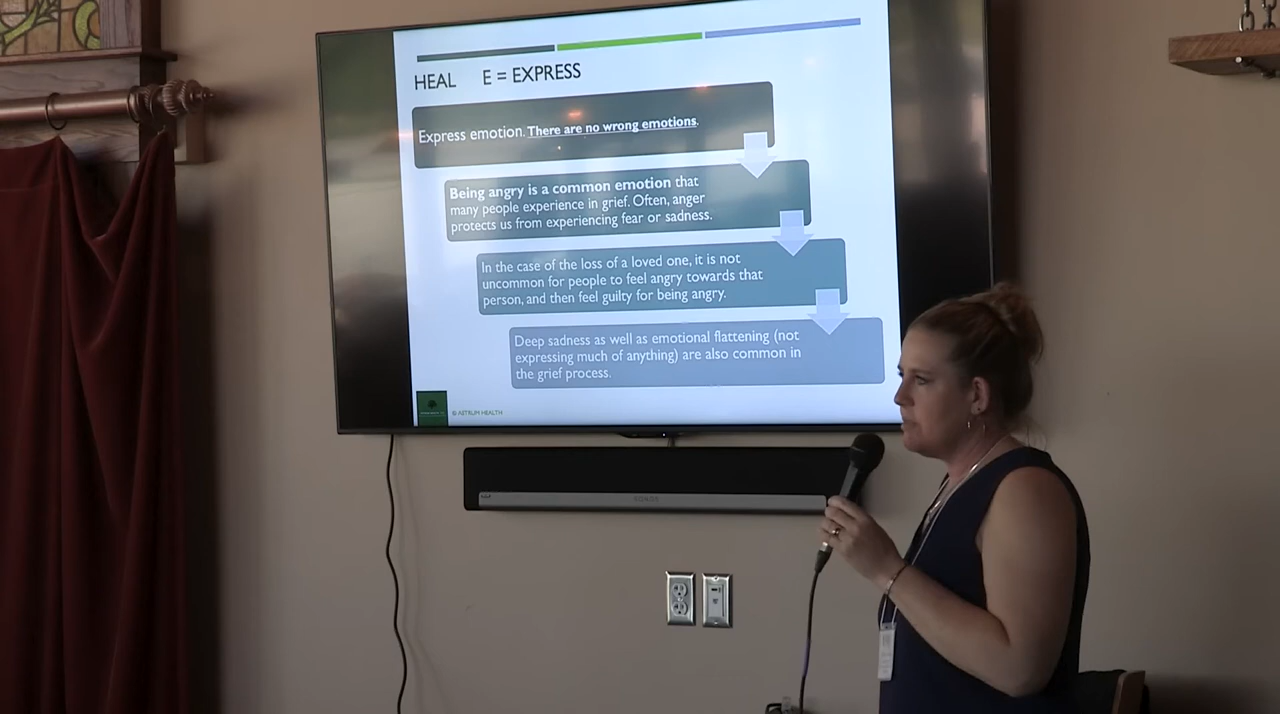 HEAL E = EXPRESS
Express emotion. There are no wrong emotions.
Being angry is a common emotion that
many people experience in grief. Often, anger
protects us from experiencing fear or sadness.
In the case of the loss of a loved one, it is not
uncommon for people to feel angry towards that
person, and then feel guilty for being angry.
Deep sadness as well as emotional flattening (not
expressing much of anything) are also common in
the grief process.
© ASTRUM HEALTH
SONOS